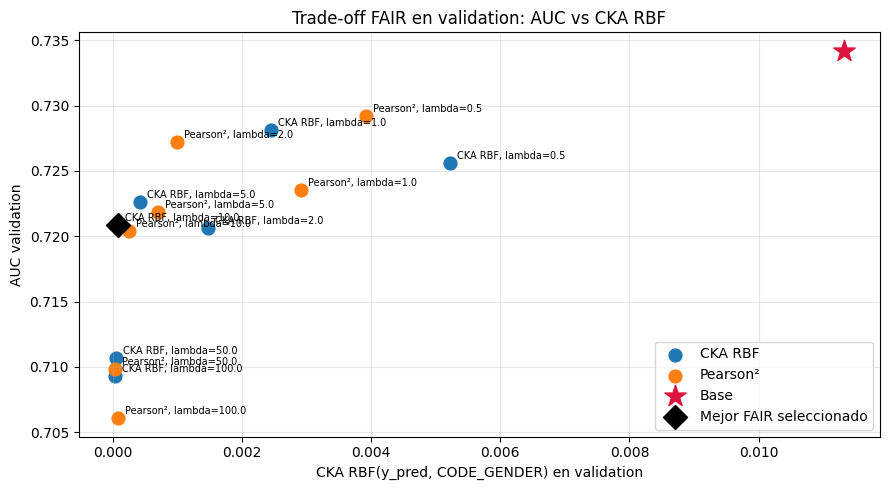 Trade-off FAIR en validation: AUC vs CKA RBF
0.735
0.730
0.725
0.720
0.715
0.710
0.705
AUC validation
Pearson², lambda=0.5
CKA RBF, lambda=1.0
Pearson², lambda=2.0
CKA RBF, lambda=0.5
Pearson², lambda=1.0
CKA RBF, lambda=5.0
Pearson², lambda=5.0
CKA RBF, lambda=10.0
CKA RBF, lambda=2.0
Pearson², lambda=10.0
CKA RBF, lambda=50.0
Pearson², lambda=50.0
CKA RBF, lambda=100.0
Pearson², lambda=100.0
CKA RBF
Pearson²
Base
Mejor FAIR seleccionado
0.000
0.002
0.004
0.006
0.008
0.010
CKA RBF(y_pred, CODE_GENDER) en validation